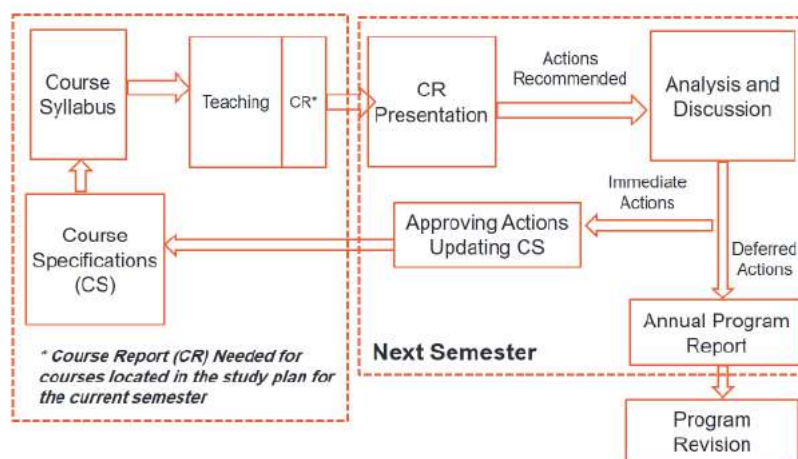 Course
Syllabus
Teaching
CR*
CR
Presentation
Actions
Recommended
Analysis and
Discussion
Immediate
Actions
Deferred
Actions
Approving Actions
Updating CS
Course
Specifications
(CS)
Annual Program
Report
Next Semester
* Course Report (CR) Needed for
courses located in the study plan for
the current semester
Program
Revision